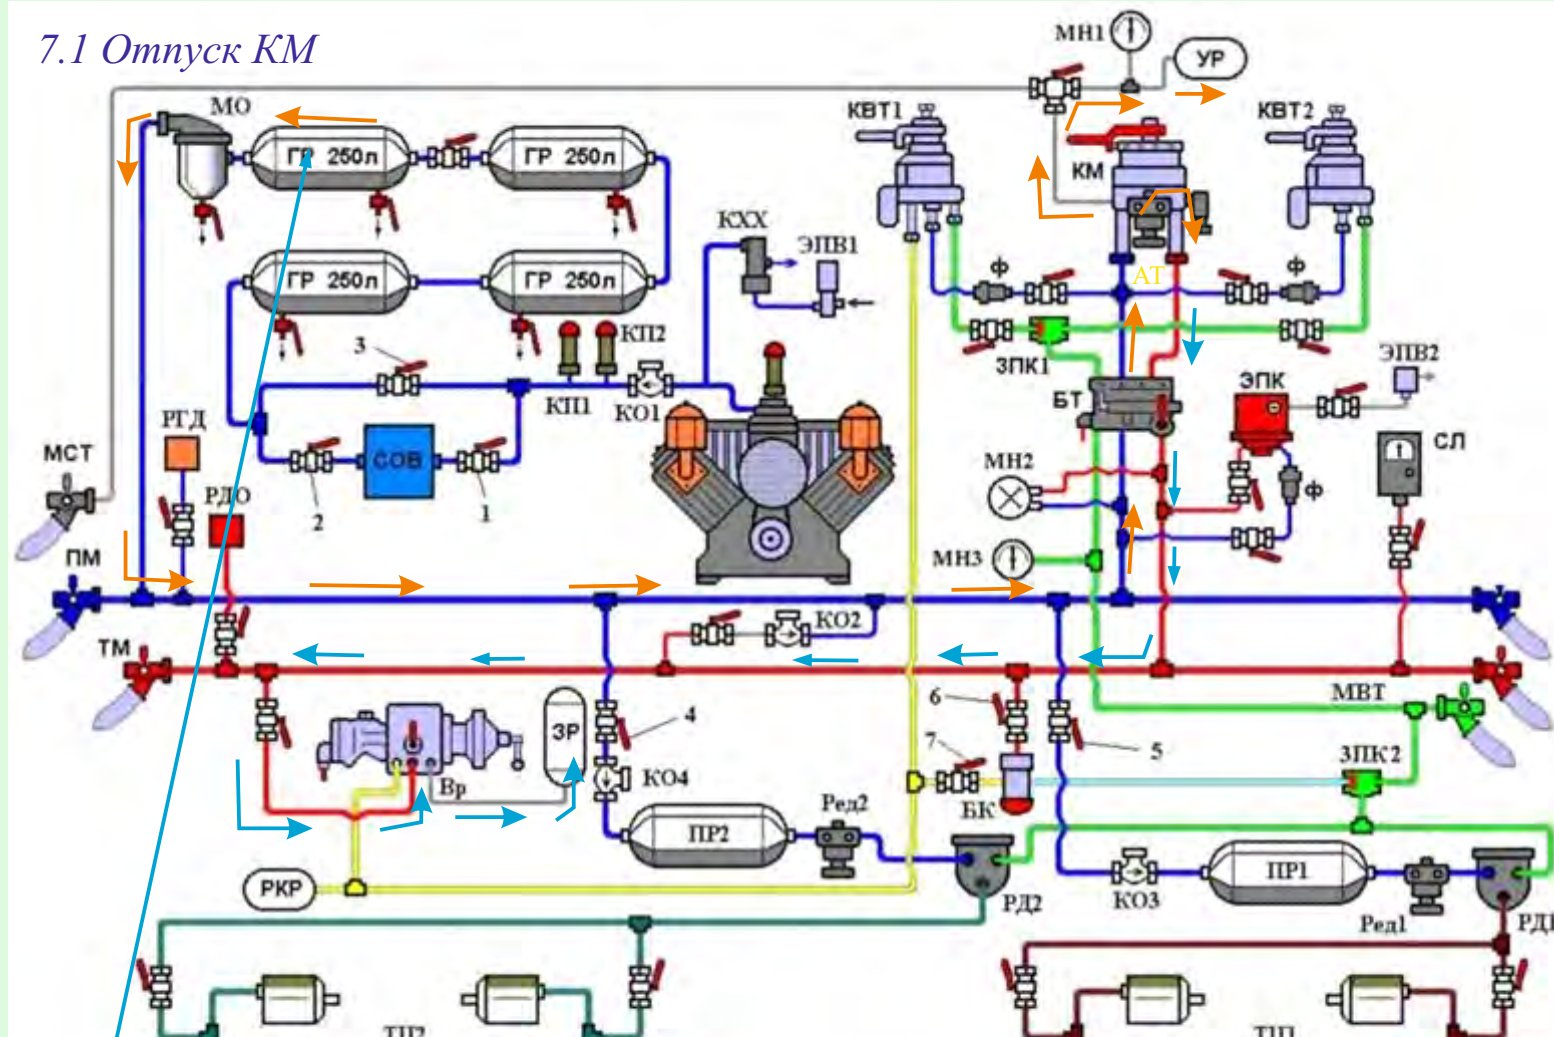 7.1 Отпуск КМ
МН1
УР
МО
КВТ1
КВТ2
ГР 250л
ГР 250л
КМ
КХХ
ЭПВ1
ГР 250л
ГР 250л
Ф
Ф
АТ
КП2
3
ЗПК1
ЭПВ2
КП1
КО1
БТ
ЭПК
РГД
МСТ
СОВ
СЛ
МН2
РДО
2
1
Ф
ПМ
МН3
КО2
ТМ
6
МВТ
ЗР
4
7
5
ЗПК2
КО4
Вр
БК
Ред2
ПР2
ПР1
РКР
КО3
РД2
Ред1
РД1